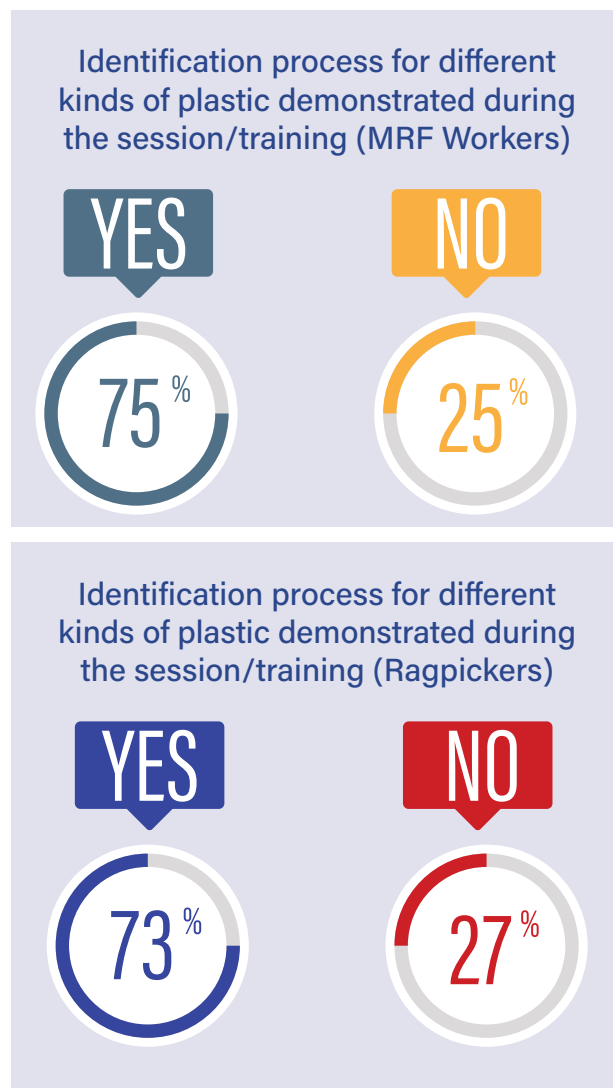 Identification process for different
kinds of plastic demonstrated during
the session/training (MRF Workers)
YES
NO
75%
25%
Identification process for different
kinds of plastic demonstrated during
the session/training (Ragpickers)
YES
NO
73%
27%